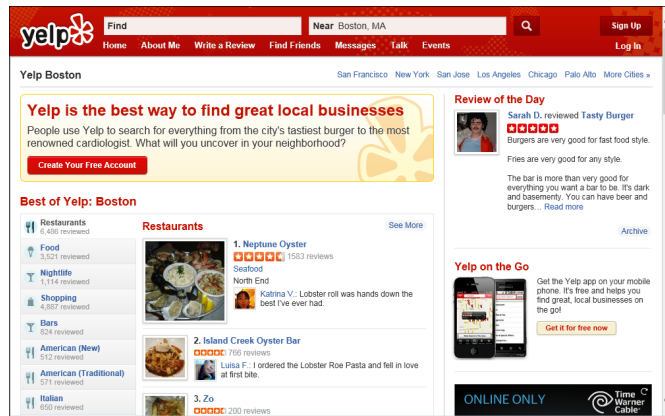 yelp
Find
Near Boston, MA
Sign Up
Home About Me Write a Review Find Friends Messages Talk Events
Log In
Yelp Boston
San Francisco New York San Jose Los Angeles Chicago Palo Alto More Cities »
Yelp is the best way to find great local businesses
People use Yelp to search for everything from the city's tastiest burger to the most
renowned cardiologist. What will you uncover in your neighborhood?
Create Your Free Account
Best of Yelp: Boston
Restaurants
6,486 reviewed
Food
3,521 reviewed
Nightlife
1,114 reviewed
Shopping
4,887 reviewed
Bars
824 reviewed
American (New)
512 reviewed
American (Traditional)
571 reviewed
Italian
650 reviewed
Restaurants
See More
1. Neptune Oyster
1583 reviews
Seafood
North End
Katrina V.: Lobster roll was hands down the
best I've ever had.
2. Island Creek Oyster Bar
766 reviews
Luisa F.: I ordered the Lobster Roe Pasta and fell in love
at first bite.
3. Zo
200 reviews
Review of the Day
Sarah D. reviewed Tasty Burger
Burgers are very good for fast food style.
Fries are very good for any style.
The bar is more than very good for
everything you want a bar to be. It's dark
and basementy. You can have beer and
burgers... Read more
Archive
Yelp on the Go
Get the Yelp app on your mobile
phone. It's free and helps you
find great, local businesses on
the go!
Get it for free now
ONLINE ONLY
Time
Warner
Cable